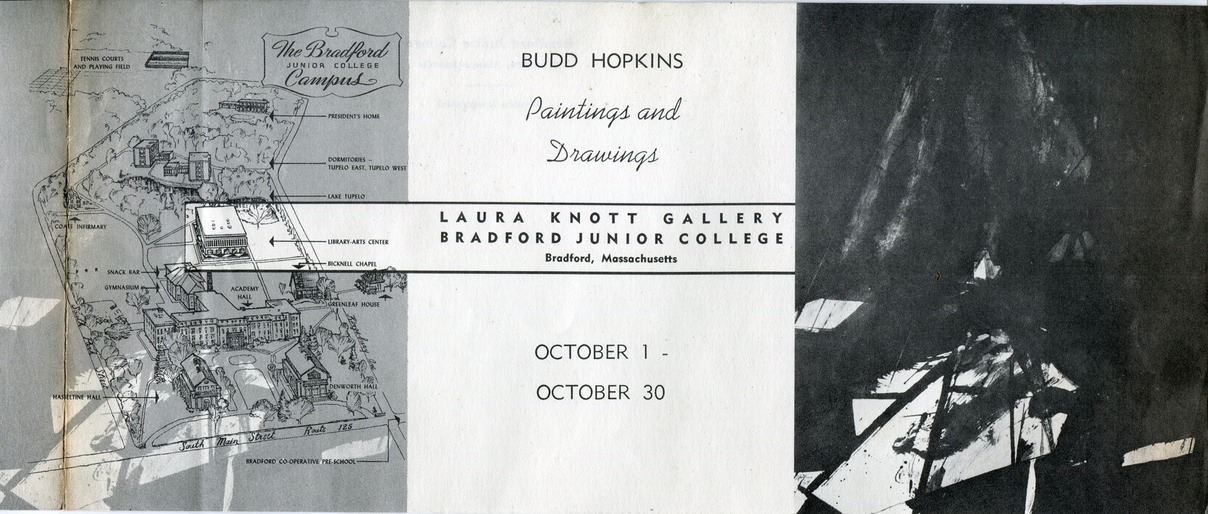 The Bradford
JUNIOR COLLEGE
Campus
TENNIS COURTS
AND PLAYING FIELD
PRESIDENT'S HOME
DORMITORIES —
TUPELO EAST, TUPELO WEST
LAKE TUPELO
COATE INFIRMARY
LIBRARY-ARTS CENTER
BICKNELL CHAPEL
SNACK BAR
GYMNASIUM
ACADEMY
HALL
GREENLEAF HOUSE
DENWORTH HALL
HASELTINE HALL
South Main Street Route 125
BRADFORD CO-OPERATIVE PRE-SCHOOL
BUDD HOPKINS
Paintings and
Drawings
LAURA KNOTT GALLERY
BRADFORD JUNIOR COLLEGE
Bradford, Massachusetts
OCTOBER 1 -
OCTOBER 30